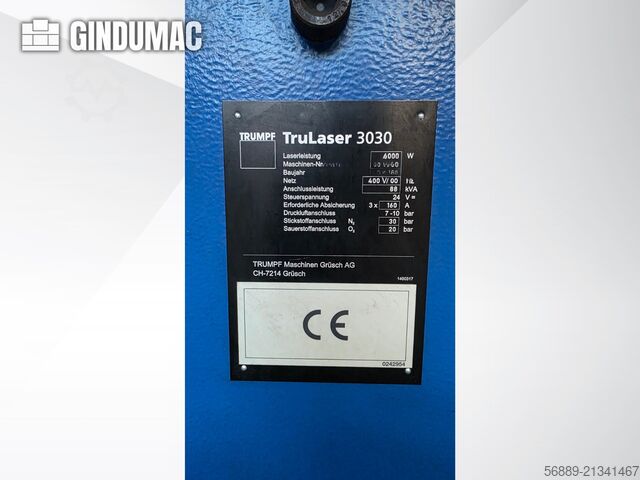 GINDUMAC
TRUMPF TruLaser 3030
Laserleistung 6000 W
Maschinen-Nr.
Baujahr
Netz 400 V/ Hz
Anschlussleistung 88 kVA
Steuerspannung 24 V =
Erforderliche Absicherung 3 x 160 A
Druckluftanschluss 7-10 bar
Stickstoffanschluss N₂ 30 bar
Sauerstoffanschluss O₂ 20 bar
TRUMPF Maschinen Grüsch AG
CH-7214 Grüsch
1400317
CE
0242954
56889-21341467